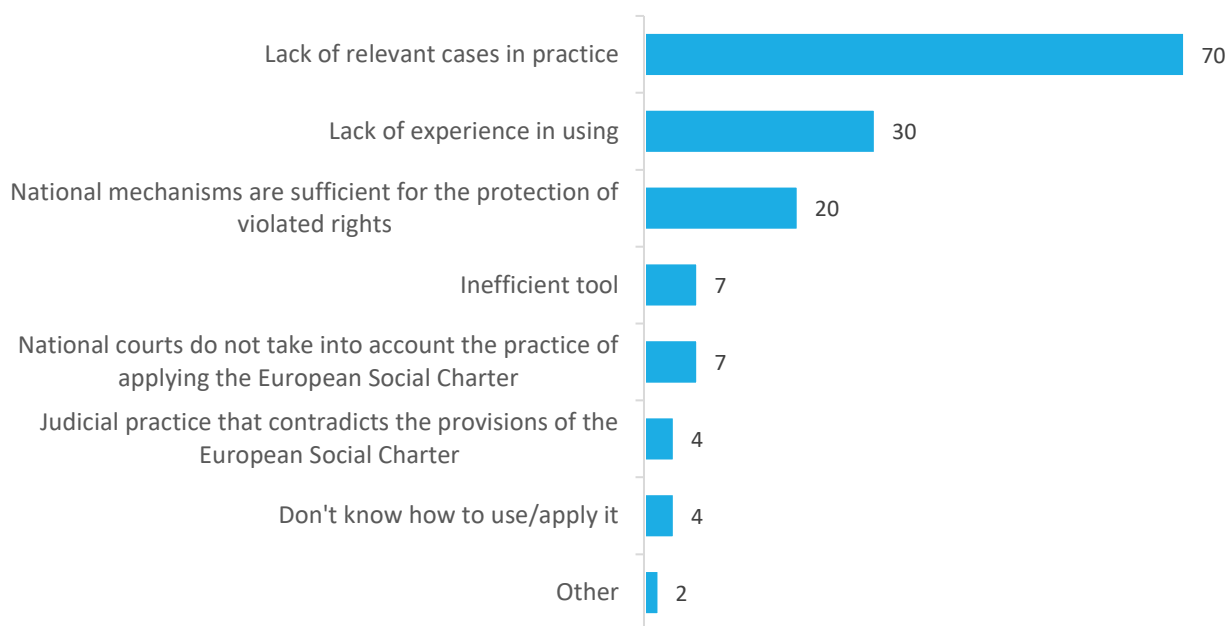 Lack of relevant cases in practice
70
Lack of experience in using
30
National mechanisms are sufficient for the protection of
violated rights
20
Inefficient tool
7
National courts do not take into account the practice of
applying the European Social Charter
7
Judicial practice that contradicts the provisions of the
European Social Charter
4
Don't know how to use/apply it
4
Other
2